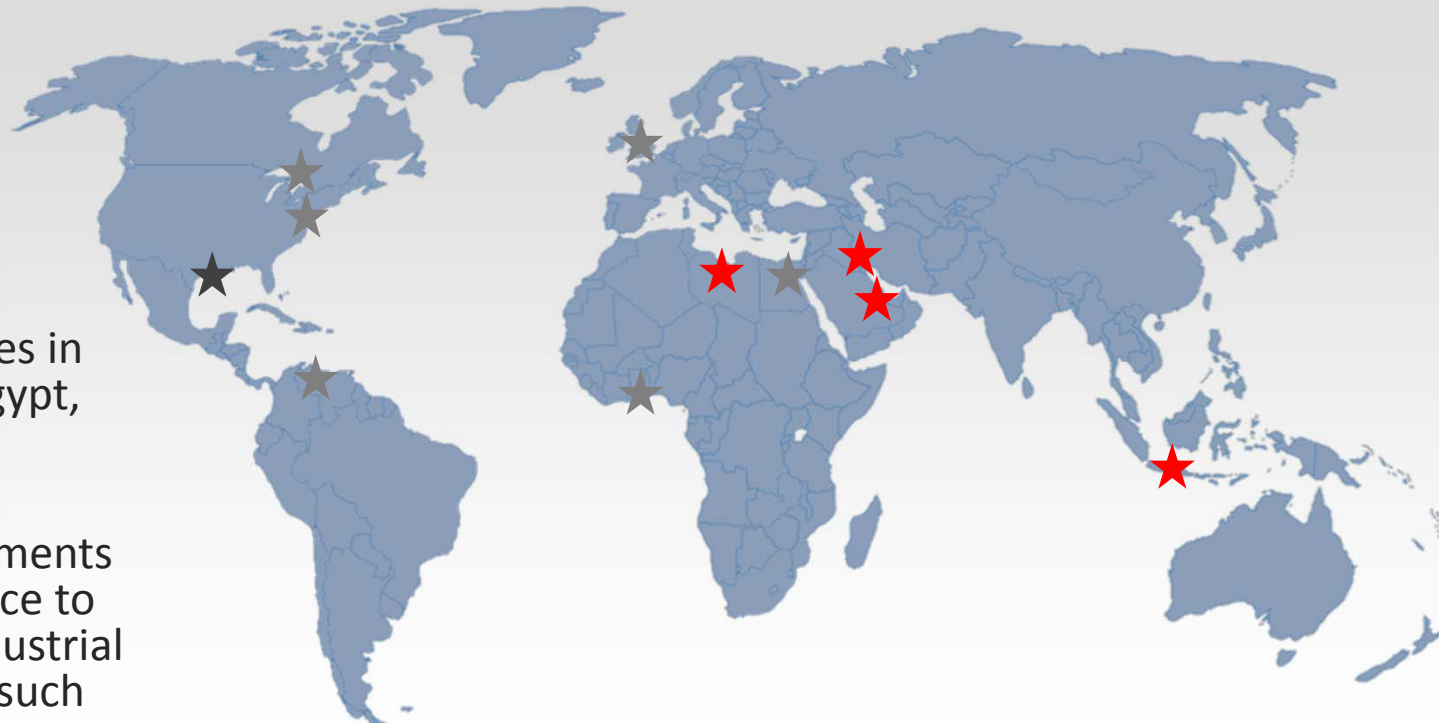 es in
gypt,
ments
ce to
ustrial
such